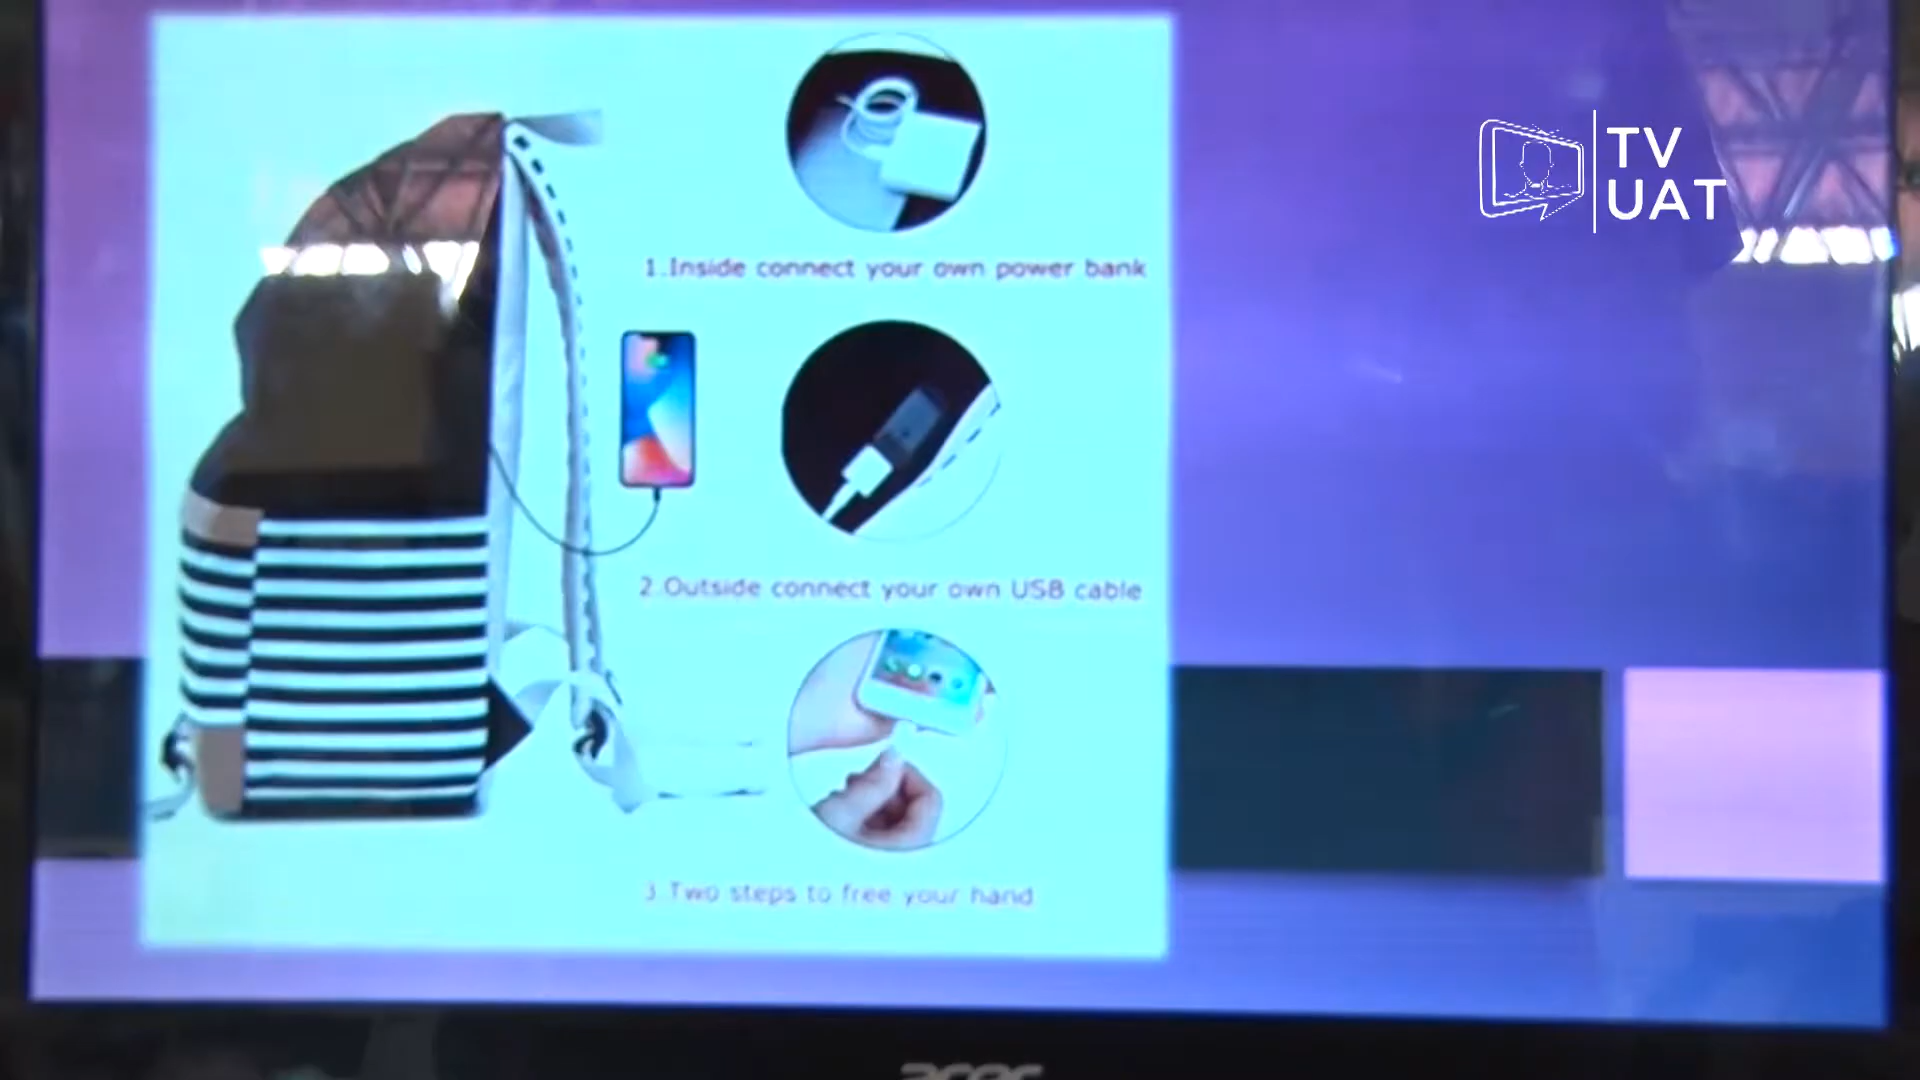 TV
UAT
1.Inside connect your own power bank
2.Outside connect your own USB cable
3.Two steps to free your hand
acer